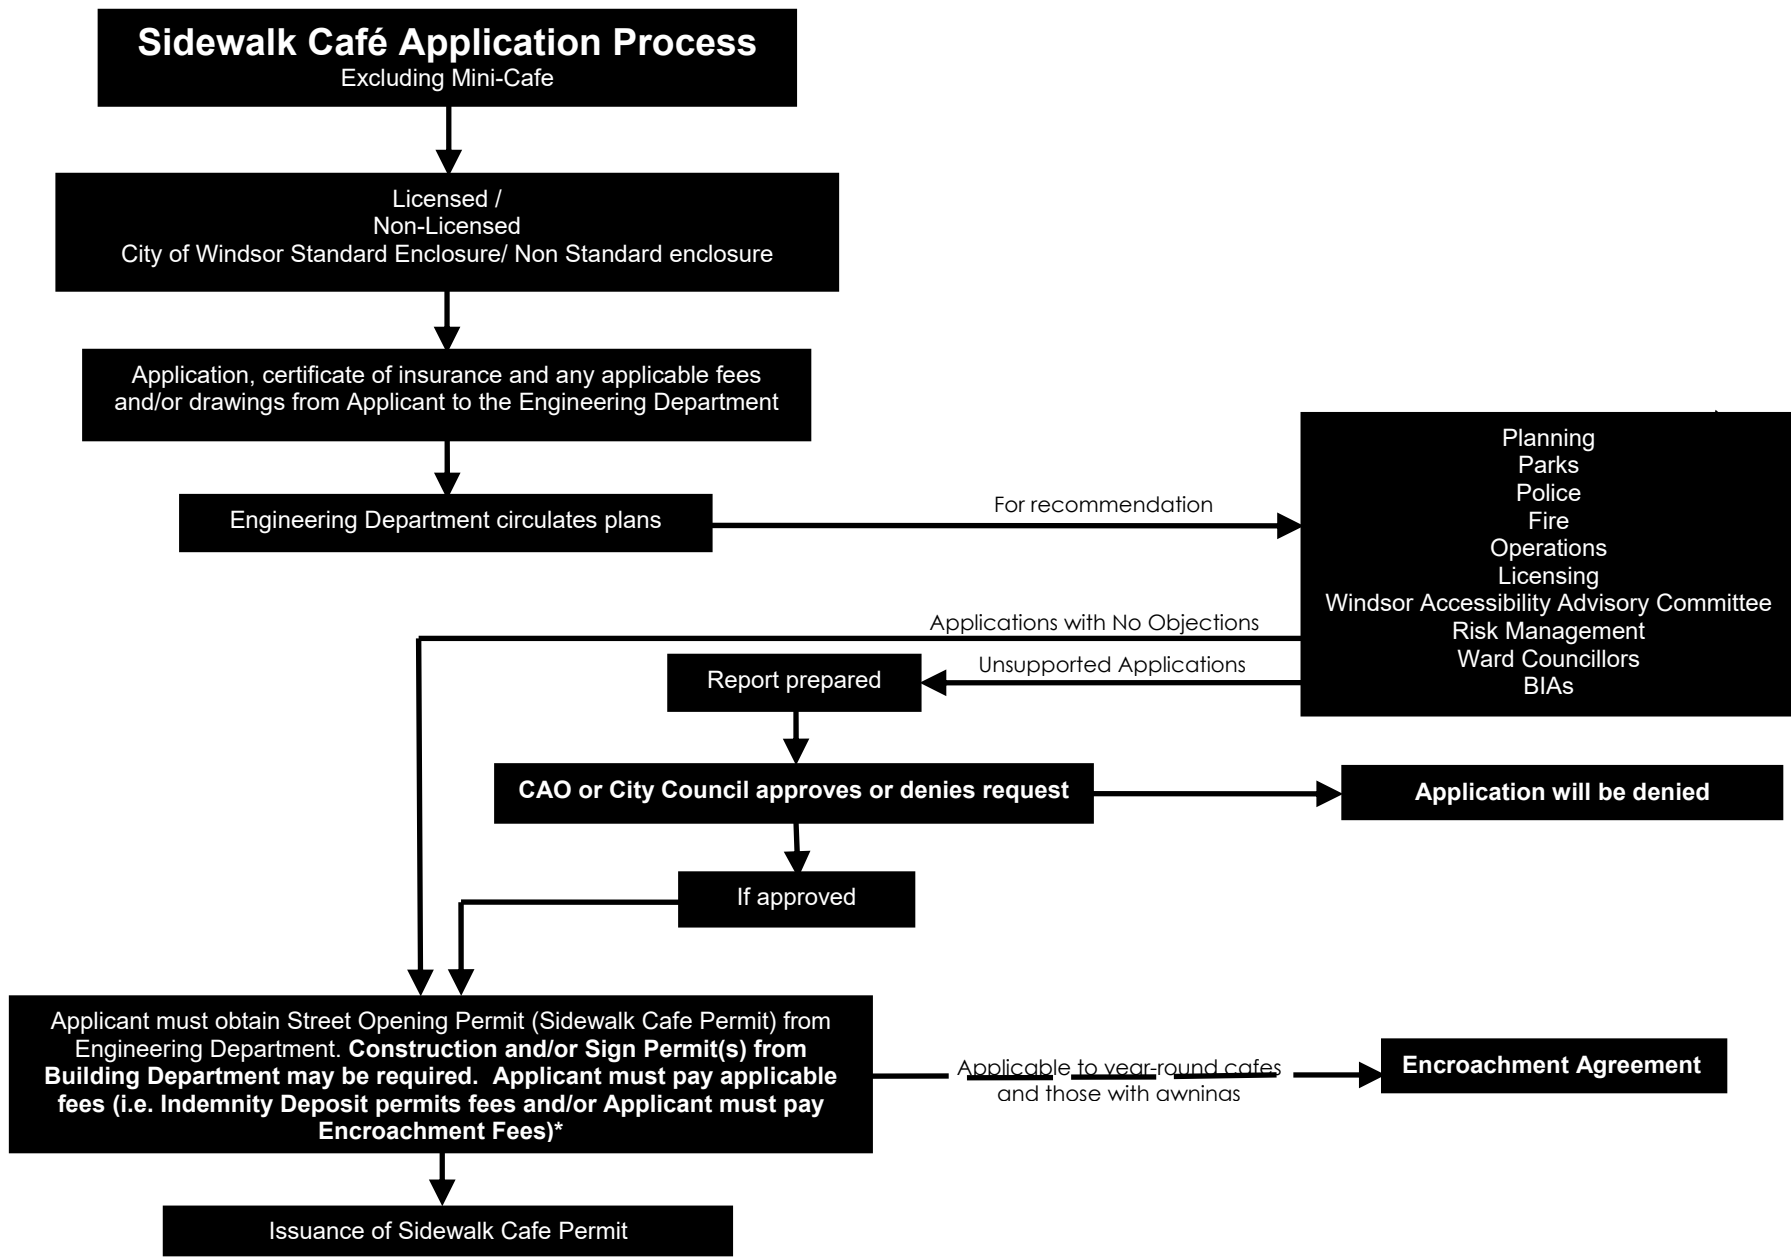 Sidewalk Café Application Process
Excluding Mini-Cafe
Licensed /
Non-Licensed
City of Windsor Standard Enclosure/ Non Standard enclosure
Application, certificate of insurance and any applicable fees
and/or drawings from Applicant to the Engineering Department
Engineering Department circulates plans
For recommendation
Planning
Parks
Police
Fire
Operations
Licensing
Windsor Accessibility Advisory Committee
Risk Management
Ward Councillors
BIAs
Applications with No Objections
Unsupported Applications
Report prepared
CAO or City Council approves or denies request
Application will be denied
If approved
Applicant must obtain Street Opening Permit (Sidewalk Cafe Permit) from
Engineering Department. Construction and/or Sign Permit(s) from
Building Department may be required.  Applicant must pay applicable
fees (i.e. Indemnity Deposit permits fees and/or Applicant must pay
Encroachment Fees)*
Applicable to year-round cafes
and those with awnings
Encroachment Agreement
Issuance of Sidewalk Cafe Permit